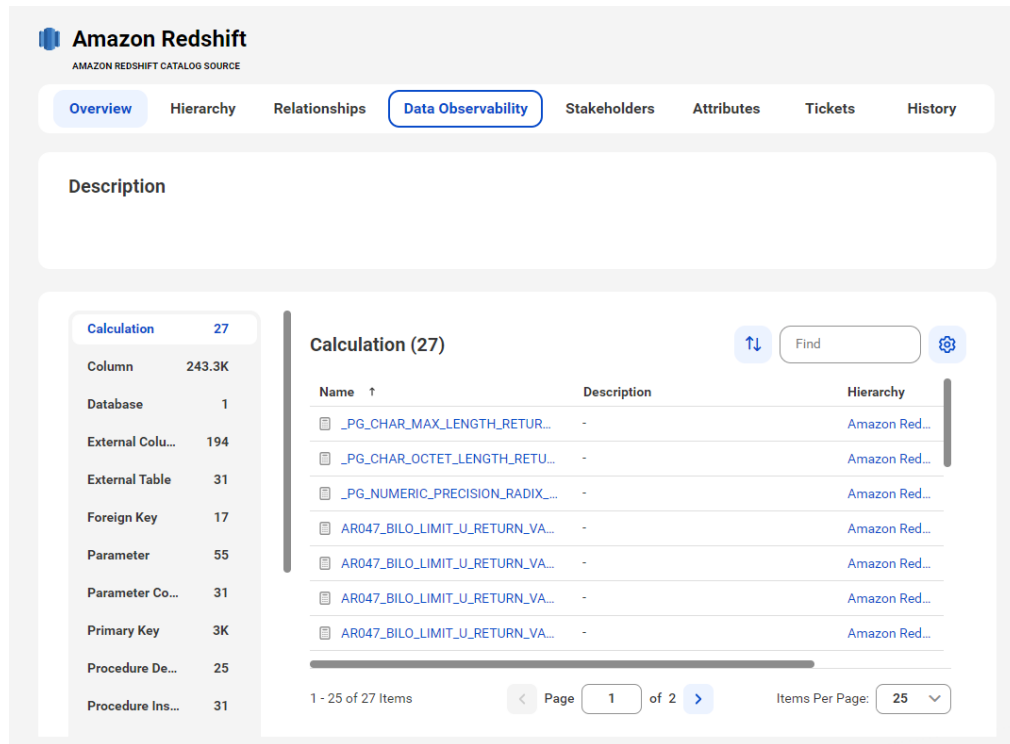 Amazon Redshift
AMAZON REDSHIFT CATALOG SOURCE
Overview Hierarchy Relationships Data Observability Stakeholders Attributes Tickets History
Description
Calculation 27
Column 243.3K
Database 1
External Colu... 194
External Table 31
Foreign Key 17
Parameter 55
Parameter Co... 31
Primary Key 3K
Procedure De... 25
Procedure Ins... 31
Calculation (27)
Find
Name ↑ Description Hierarchy
_PG_CHAR_MAX_LENGTH_RETUR... - Amazon Red...
_PG_CHAR_OCTET_LENGTH_RETU... - Amazon Red...
_PG_NUMERIC_PRECISION_RADIX_... - Amazon Red...
AR047_BILO_LIMIT_U_RETURN_VA... - Amazon Red...
AR047_BILO_LIMIT_U_RETURN_VA... - Amazon Red...
AR047_BILO_LIMIT_U_RETURN_VA... - Amazon Red...
AR047_BILO_LIMIT_U_RETURN_VA... - Amazon Red...
1 - 25 of 27 Items Page 1 of 2 Items Per Page: 25